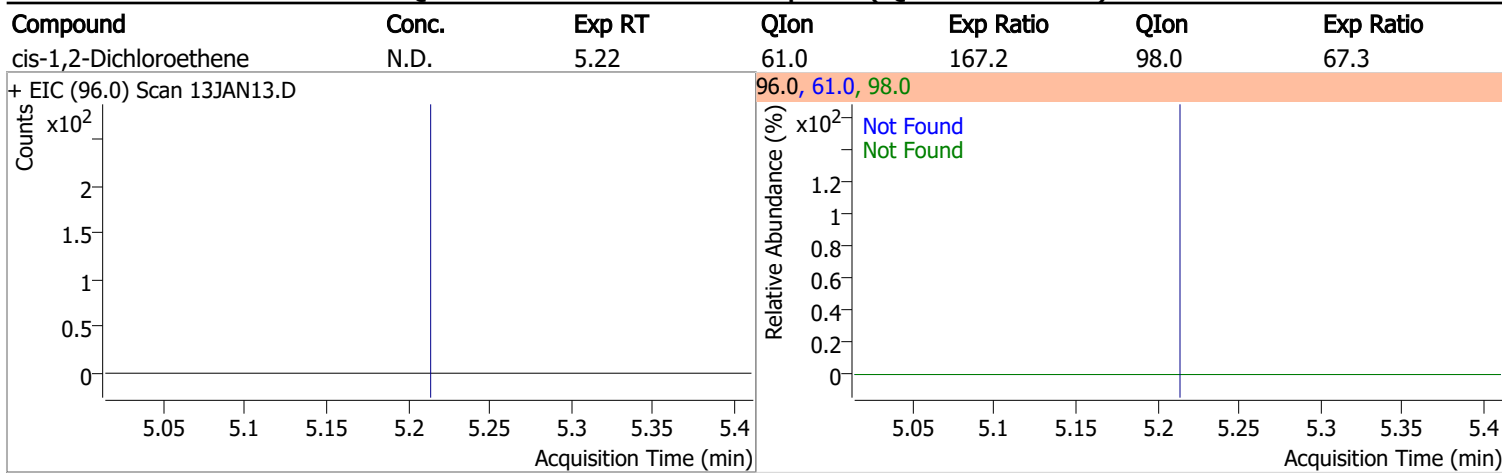 Compound Conc. Exp RT QIon Exp Ratio QIon Exp Ratio
cis-1,2-Dichloroethene N.D. 5.22 61.0 167.2 98.0 67.3
+ EIC (96.0) Scan 13JAN13.D
Counts
x10²
2
1.5
1
0.5
0
5.05 5.1 5.15 5.2 5.25 5.3 5.35 5.4
Acquisition Time (min)
96.0, 61.0, 98.0
Relative Abundance (%)
x10²
Not Found
Not Found
1.2
1
0.8
0.6
0.4
0.2
0
5.05 5.1 5.15 5.2 5.25 5.3 5.35 5.4
Acquisition Time (min)